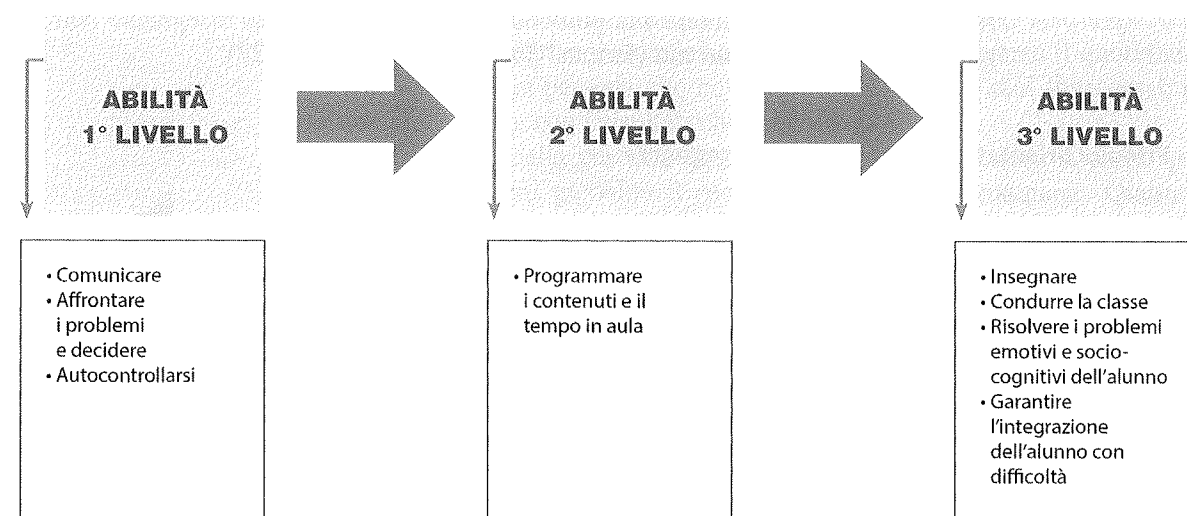 ABILITÀ
1° LIVELLO
ABILITÀ
2° LIVELLO
ABILITÀ
3° LIVELLO
• Comunicare
• Affrontare
i problemi
e decidere
• Autocontrollarsi
• Programmare
i contenuti e il
tempo in aula
• Insegnare
• Condurre la classe
• Risolvere i problemi
emotivi e socio-
cognitivi dell'alunno
• Garantire
l'integrazione
dell'alunno con
difficoltà